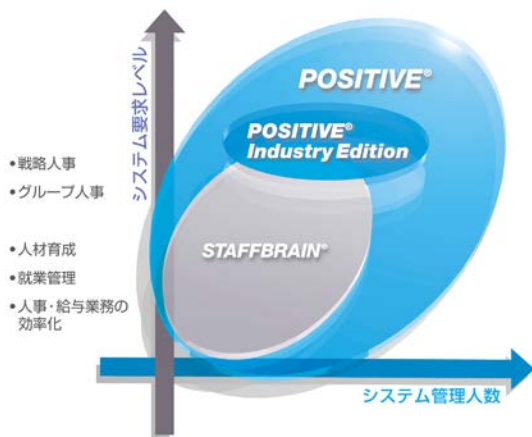 POSITIVE®
POSITIVE®
Industry Edition
STAFFBRAIN®
システム要求レベル
•戦略人事
•グループ人事
•人材育成
•就業管理
•人事・給与業務の
効率化
システム管理人数